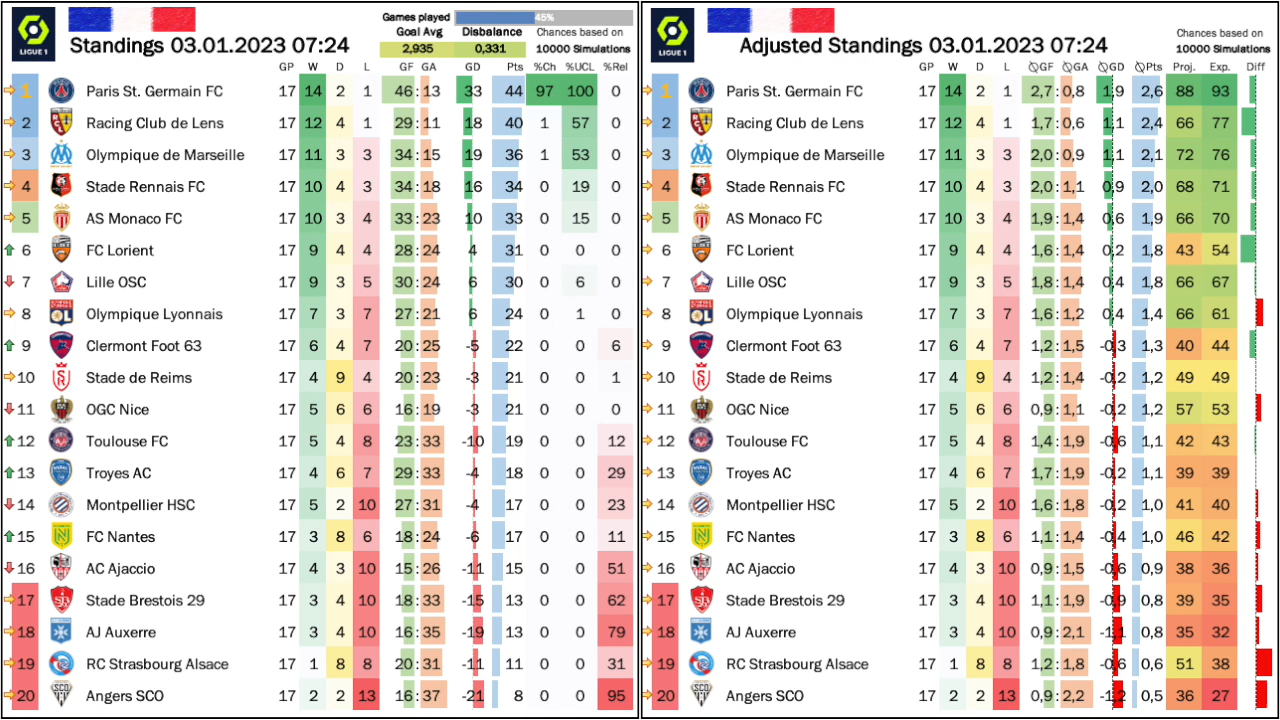 Games played 45%
Goal Avg Disbalance Chances based on
LIGUE 1 Standings 03.01.2023 07:24 2,935 0,331 10000 Simulations
GP W D L GF GA GD Pts %Ch %UCL %Rel
1 Paris St. Germain FC 17 14 2 1 46:13 33 44 97 100 0
2 Racing Club de Lens 17 12 4 1 29:11 18 40 1 57 0
3 Olympique de Marseille 17 11 3 3 34:15 19 36 1 53 0
4 Stade Rennais FC 17 10 4 3 34:18 16 34 0 19 0
5 AS Monaco FC 17 10 3 4 33:23 10 33 0 15 0
6 FC Lorient 17 9 4 4 28:24 4 31 0 0 0
7 Lille OSC 17 9 3 5 30:24 6 30 0 6 0
8 Olympique Lyonnais 17 7 3 7 27:21 6 24 0 1 0
9 Clermont Foot 63 17 6 4 7 20:25 -5 22 0 0 6
10 Stade de Reims 17 4 9 4 20:23 -3 21 0 0 1
11 OGC Nice 17 5 6 6 16:19 -3 21 0 0 0
12 Toulouse FC 17 5 4 8 23:33 -10 19 0 0 12
13 Troyes AC 17 4 6 7 29:33 -4 18 0 0 29
14 Montpellier HSC 17 5 2 10 27:31 -4 17 0 0 23
15 FC Nantes 17 3 8 6 18:24 -6 17 0 0 11
16 AC Ajaccio 17 4 3 10 15:26 -11 15 0 0 51
17 Stade Brestois 29 17 3 4 10 18:33 -15 13 0 0 62
18 AJ Auxerre 17 3 4 10 16:35 -19 13 0 0 79
19 RC Strasbourg Alsace 17 1 8 8 20:31 -11 11 0 0 31
20 Angers SCO 17 2 2 13 16:37 -21 8 0 0 95
Chances based on
LIGUE 1 Adjusted Standings 03.01.2023 07:24 10000 Simulations
GP W D L ∅GF ∅GA ∅GD ∅Pts Proj. Exp. Diff
1 Paris St. Germain FC 17 14 2 1 2,7:0,8 1,9 2,6 88 93
2 Racing Club de Lens 17 12 4 1 1,7:0,6 1,1 2,4 66 77
3 Olympique de Marseille 17 11 3 3 2,0:0,9 1,1 2,1 72 76
4 Stade Rennais FC 17 10 4 3 2,0:1,1 0,9 2,0 68 71
5 AS Monaco FC 17 10 3 4 1,9:1,4 0,6 1,9 66 70
6 FC Lorient 17 9 4 4 1,6:1,4 0,2 1,8 43 54
7 Lille OSC 17 9 3 5 1,8:1,4 0,4 1,8 66 67
8 Olympique Lyonnais 17 7 3 7 1,6:1,2 0,4 1,4 66 61
9 Clermont Foot 63 17 6 4 7 1,2:1,5 -0,3 1,3 40 44
10 Stade de Reims 17 4 9 4 1,2:1,4 -0,2 1,2 49 49
11 OGC Nice 17 5 6 6 0,9:1,1 -0,2 1,2 57 53
12 Toulouse FC 17 5 4 8 1,4:1,9 -0,6 1,1 42 43
13 Troyes AC 17 4 6 7 1,7:1,9 -0,2 1,1 39 39
14 Montpellier HSC 17 5 2 10 1,6:1,8 -0,2 1,0 41 40
15 FC Nantes 17 3 8 6 1,1:1,4 -0,4 1,0 46 42
16 AC Ajaccio 17 4 3 10 0,9:1,5 -0,6 0,9 38 36
17 Stade Brestois 29 17 3 4 10 1,1:1,9 -0,9 0,8 39 35
18 AJ Auxerre 17 3 4 10 0,9:2,1 -1,1 0,8 35 32
19 RC Strasbourg Alsace 17 1 8 8 1,2:1,8 -0,6 0,6 51 38
20 Angers SCO 17 2 2 13 0,9:2,2 -1,2 0,5 36 27